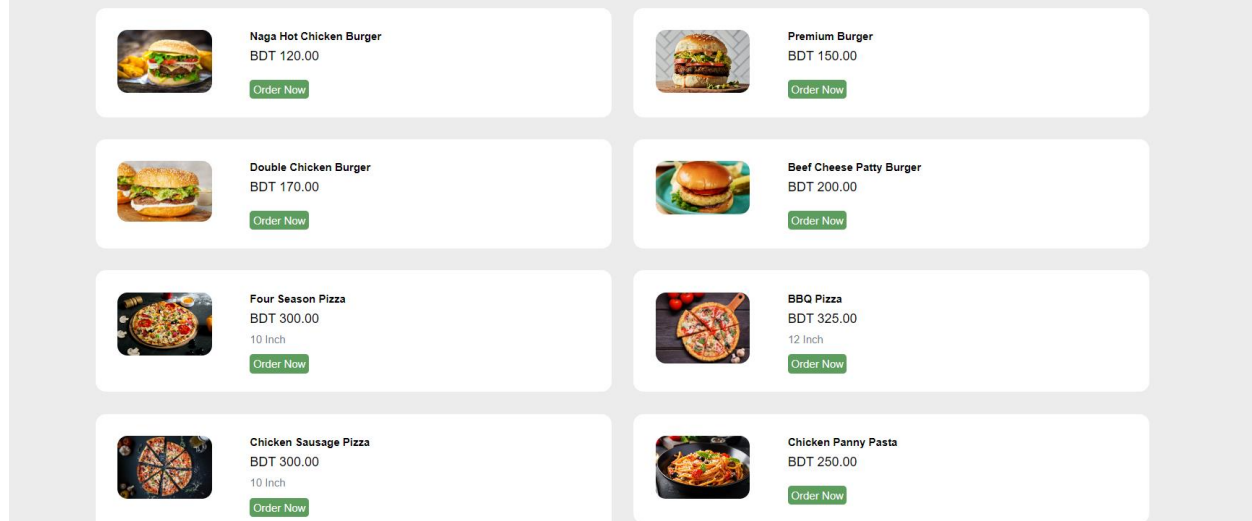 Naga Hot Chicken Burger
BDT 120.00
Order Now
Premium Burger
BDT 150.00
Order Now
Double Chicken Burger
BDT 170.00
Order Now
Beef Cheese Patty Burger
BDT 200.00
Order Now
Four Season Pizza
BDT 300.00
10 Inch
Order Now
BBQ Pizza
BDT 325.00
12 Inch
Order Now
Chicken Sausage Pizza
BDT 300.00
10 Inch
Order Now
Chicken Panny Pasta
BDT 250.00
Order Now